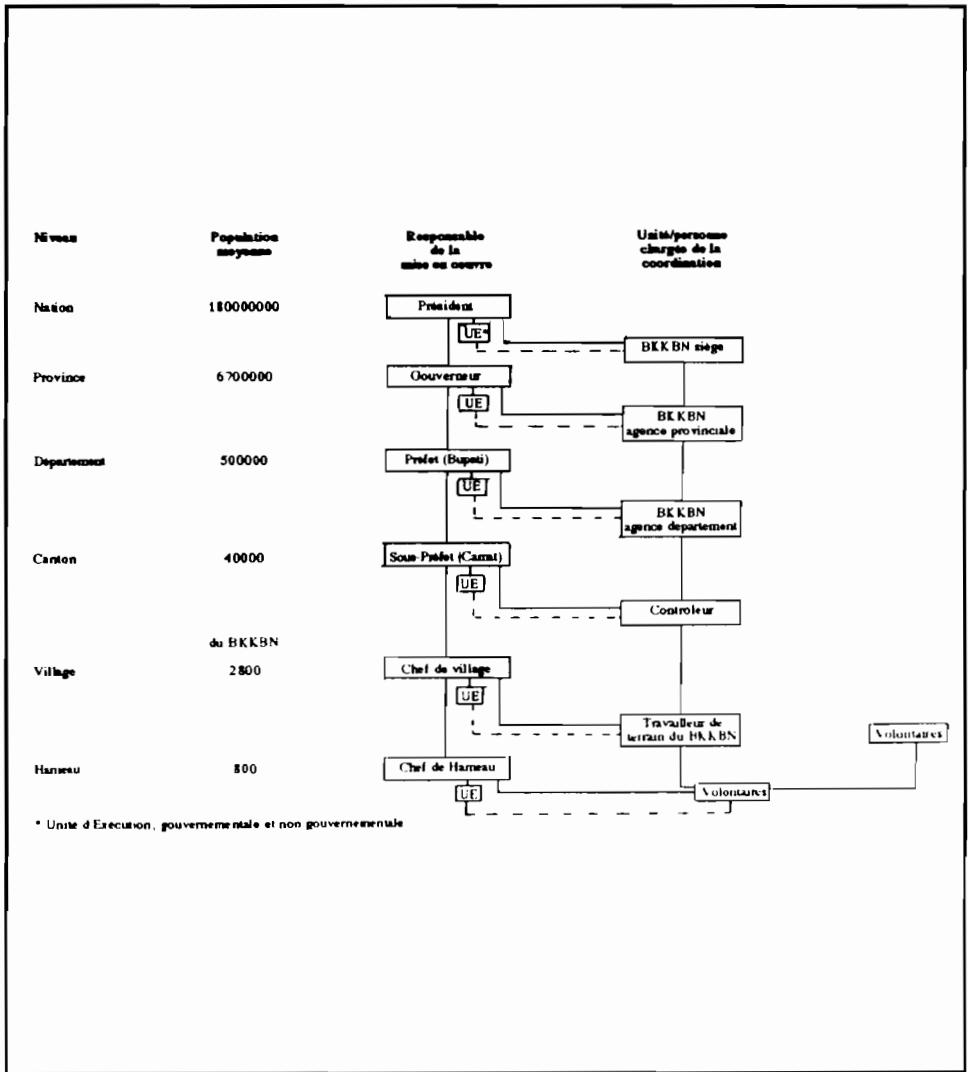 Niveau
Population
moyenne
Responsable
de la
mise en oeuvre
Unité/personne
chargée de la
coordination
Nation
180000000
Président
UE*
BKKBN siège
Province
6700000
Gouverneur
UE
BKKBN
agence provinciale
Département
500000
Préfet (Bupati)
UE
BKKBN
agence département
Canton
40000
Sous-Préfet (Camat)
UE
Controleur
du BKKBN
Village
2800
Chef de village
UE
Travailleur de
terrain du BKKBN
Volontaires
Hameau
800
Chef de Hameau
UE
Volontaires
* Unité d'Execution, gouvernementale et non gouvernementale